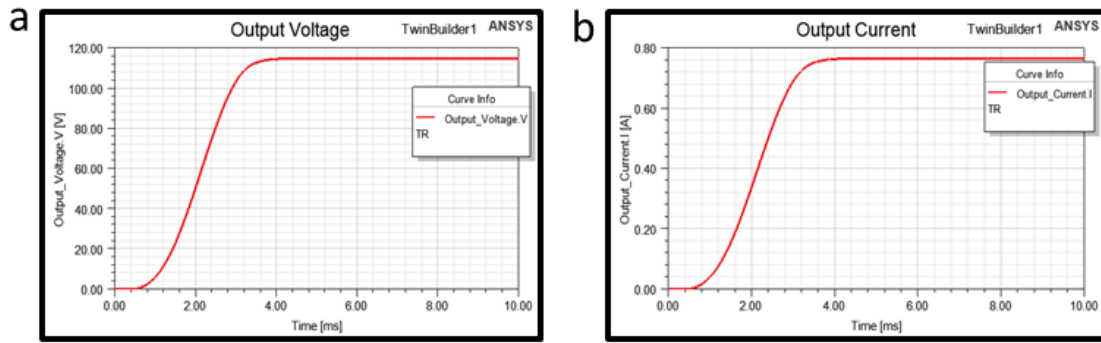 a
Output Voltage
TwinBuilder1 ANSYS
120.00
100.00
80.00
60.00
40.00
20.00
0.00
Output_Voltage.V [V]
Curve Info
Output_Voltage.V
TR
0.00 2.00 4.00 6.00 8.00 10.00
Time [ms]
b
Output Current
TwinBuilder1 ANSYS
0.80
0.60
0.40
0.20
0.00
Output_Current.I [A]
Curve Info
Output_Current.I
TR
0.00 2.00 4.00 6.00 8.00 10.00
Time [ms]